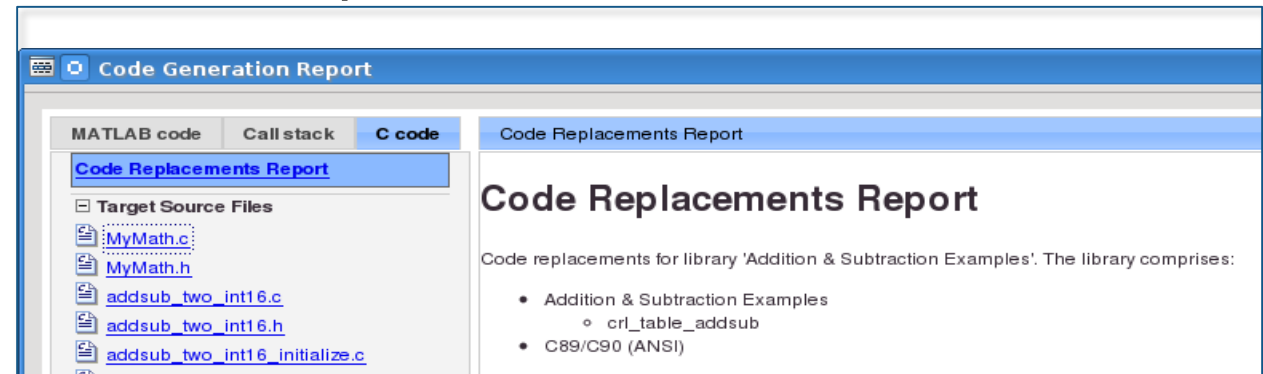 Code Generation Report
MATLAB code Call stack C code
Code Replacements Report
Target Source Files
MyMath.c
MyMath.h
addsub_two_int16.c
addsub_two_int16.h
addsub_two_int16_initialize.c
Code Replacements Report
Code Replacements Report
Code replacements for library 'Addition & Subtraction Examples'. The library comprises:
• Addition & Subtraction Examples
◦ crl_table_addsub
• C89/C90 (ANSI)